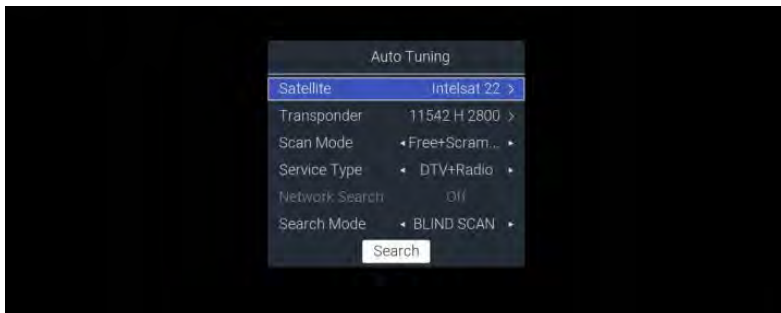 Auto Tuning
Satellite Intelsat 22 >
Transponder 11542 H 2800 >
Scan Mode ◂ Free+Scram... ▸
Service Type ◂ DTV+Radio ▸
Network Search Off
Search Mode ◂ BLIND SCAN ▸
Search